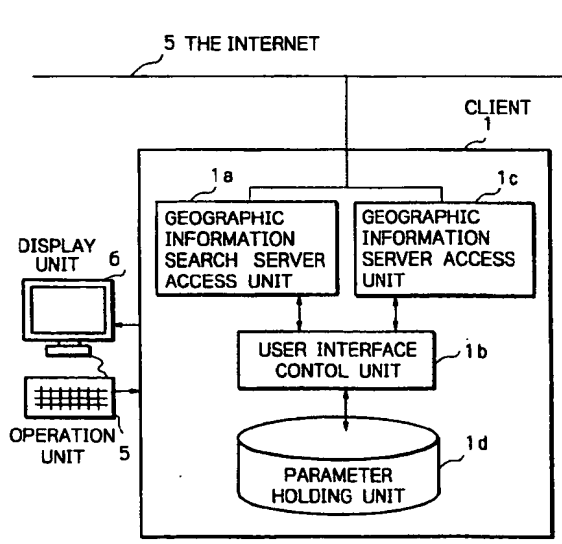 5 THE INTERNET
CLIENT
1
1a
1c
GEOGRAPHIC
INFORMATION
SEARCH SERVER
ACCESS UNIT
GEOGRAPHIC
INFORMATION
SERVER ACCESS
UNIT
DISPLAY
UNIT
6
USER INTERFACE
CONTOL UNIT
1b
OPERATION
UNIT
5
PARAMETER
HOLDING UNIT
1d